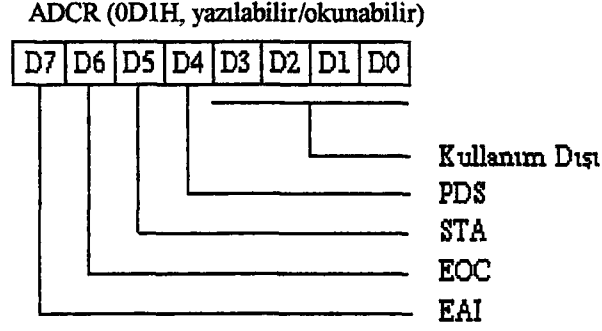 ADCR (0D1H, yazılabilir/okunabilir)
D7 D6 D5 D4 D3 D2 D1 D0
Kullanım Dışı
PDS
STA
EOC
EAI